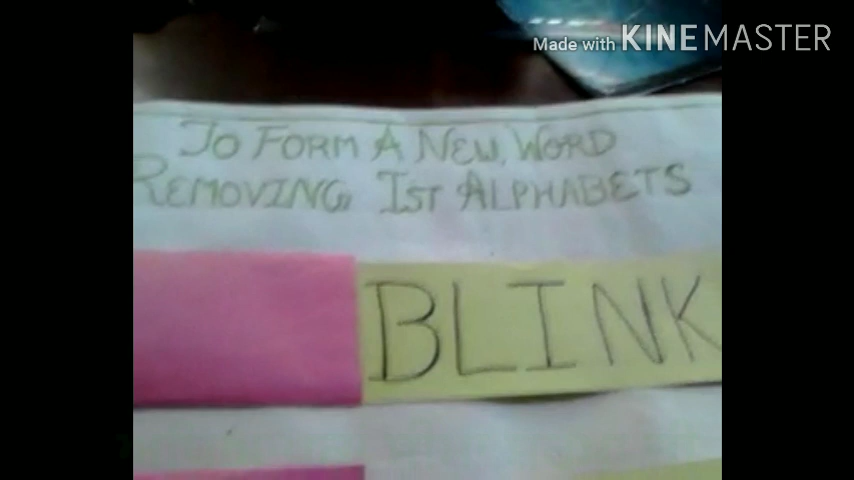 Made with KINEMASTER
TO FORM A NEW WORD
REMOVING 1ST ALPHABETS
BLINK